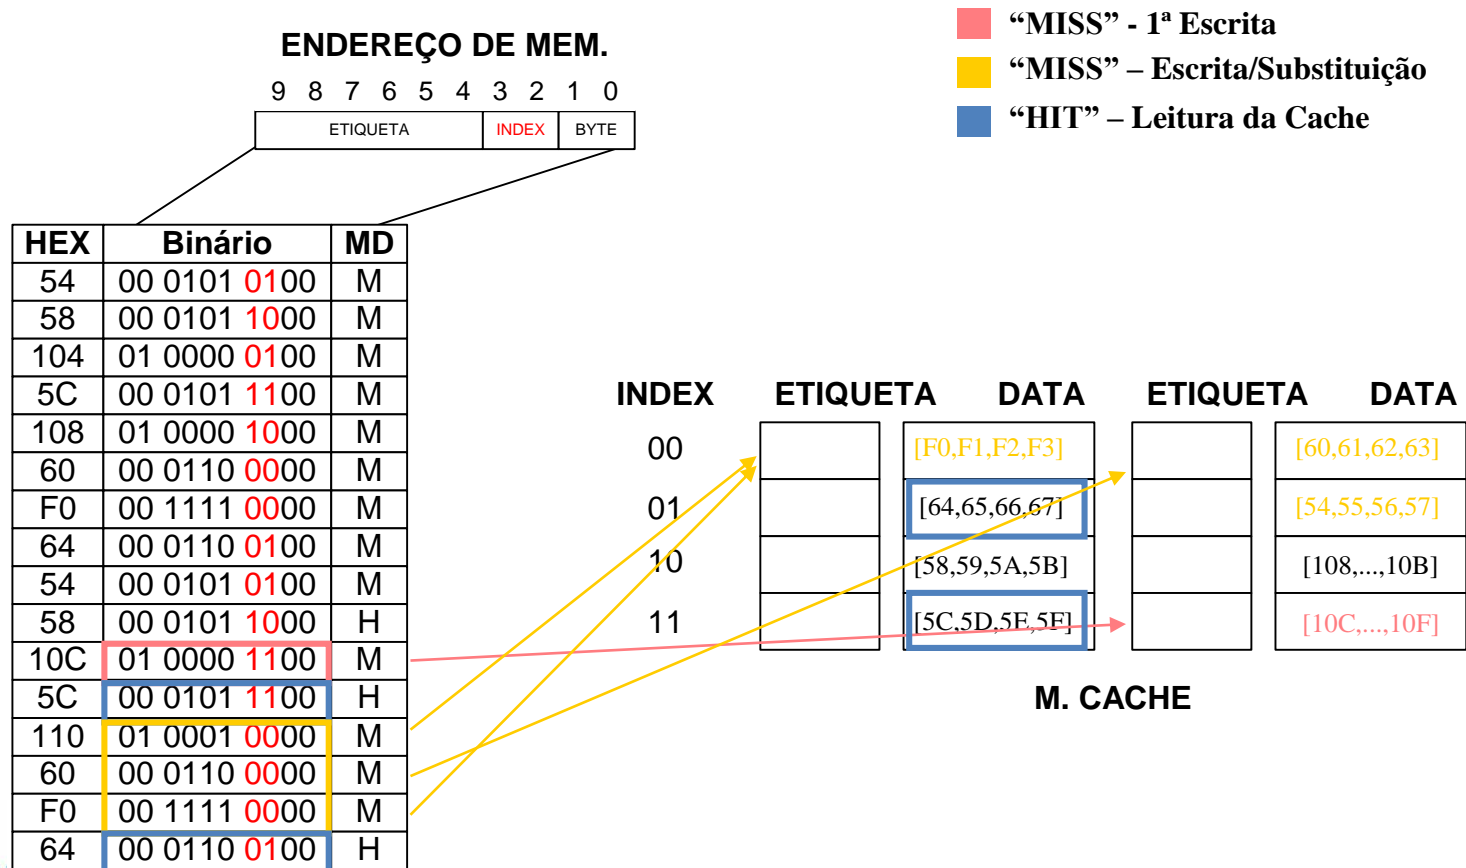 “MISS” - 1ª Escrita
“MISS” – Escrita/Substituição
“HIT” – Leitura da Cache
ENDEREÇO DE MEM.
9 8 7 6 5 4 3 2 1 0
ETIQUETA INDEX BYTE
HEX Binário MD
54 00 0101 0100 M
58 00 0101 1000 M
104 01 0000 0100 M
5C 00 0101 1100 M
108 01 0000 1000 M
60 00 0110 0000 M
F0 00 1111 0000 M
64 00 0110 0100 M
54 00 0101 0100 M
58 00 0101 1000 H
10C 01 0000 1100 M
5C 00 0101 1100 H
110 01 0001 0000 M
60 00 0110 0000 M
F0 00 1111 0000 M
64 00 0110 0100 H
INDEX ETIQUETA DATA ETIQUETA DATA
00 [F0,F1,F2,F3] [60,61,62,63]
01 [64,65,66,67] [54,55,56,57]
10 [58,59,5A,5B] [108,...,10B]
11 [5C,5D,5E,5F] [10C,...,10F]
M. CACHE